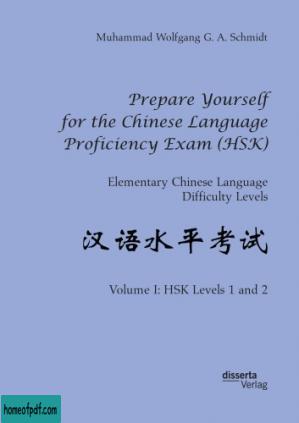 Muhammad Wolfgang G. A. Schmidt
Prepare Yourself
for the Chinese Language
Proficiency Exam (HSK)
Elementary Chinese Language
Difficulty Levels
汉语水平考试
Volume I: HSK Levels 1 and 2
disserta
Verlag
homeofpdf.com